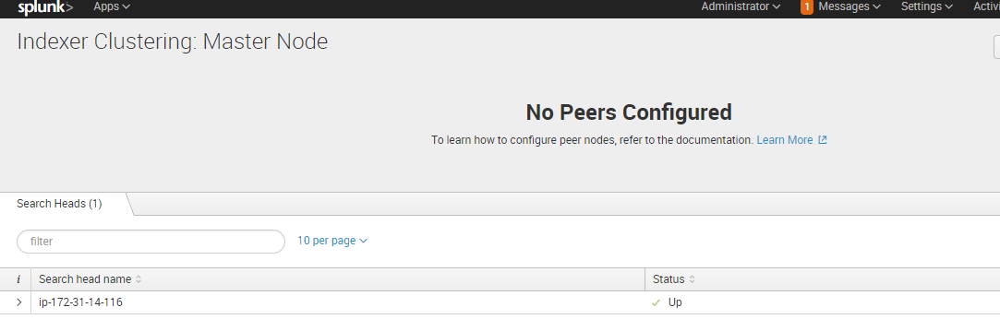 splunk> Apps Administrator 1 Messages Settings Activi
Indexer Clustering: Master Node
No Peers Configured
To learn how to configure peer nodes, refer to the documentation. Learn More
Search Heads (1)
filter 10 per page
i Search head name Status
ip-172-31-14-116 Up